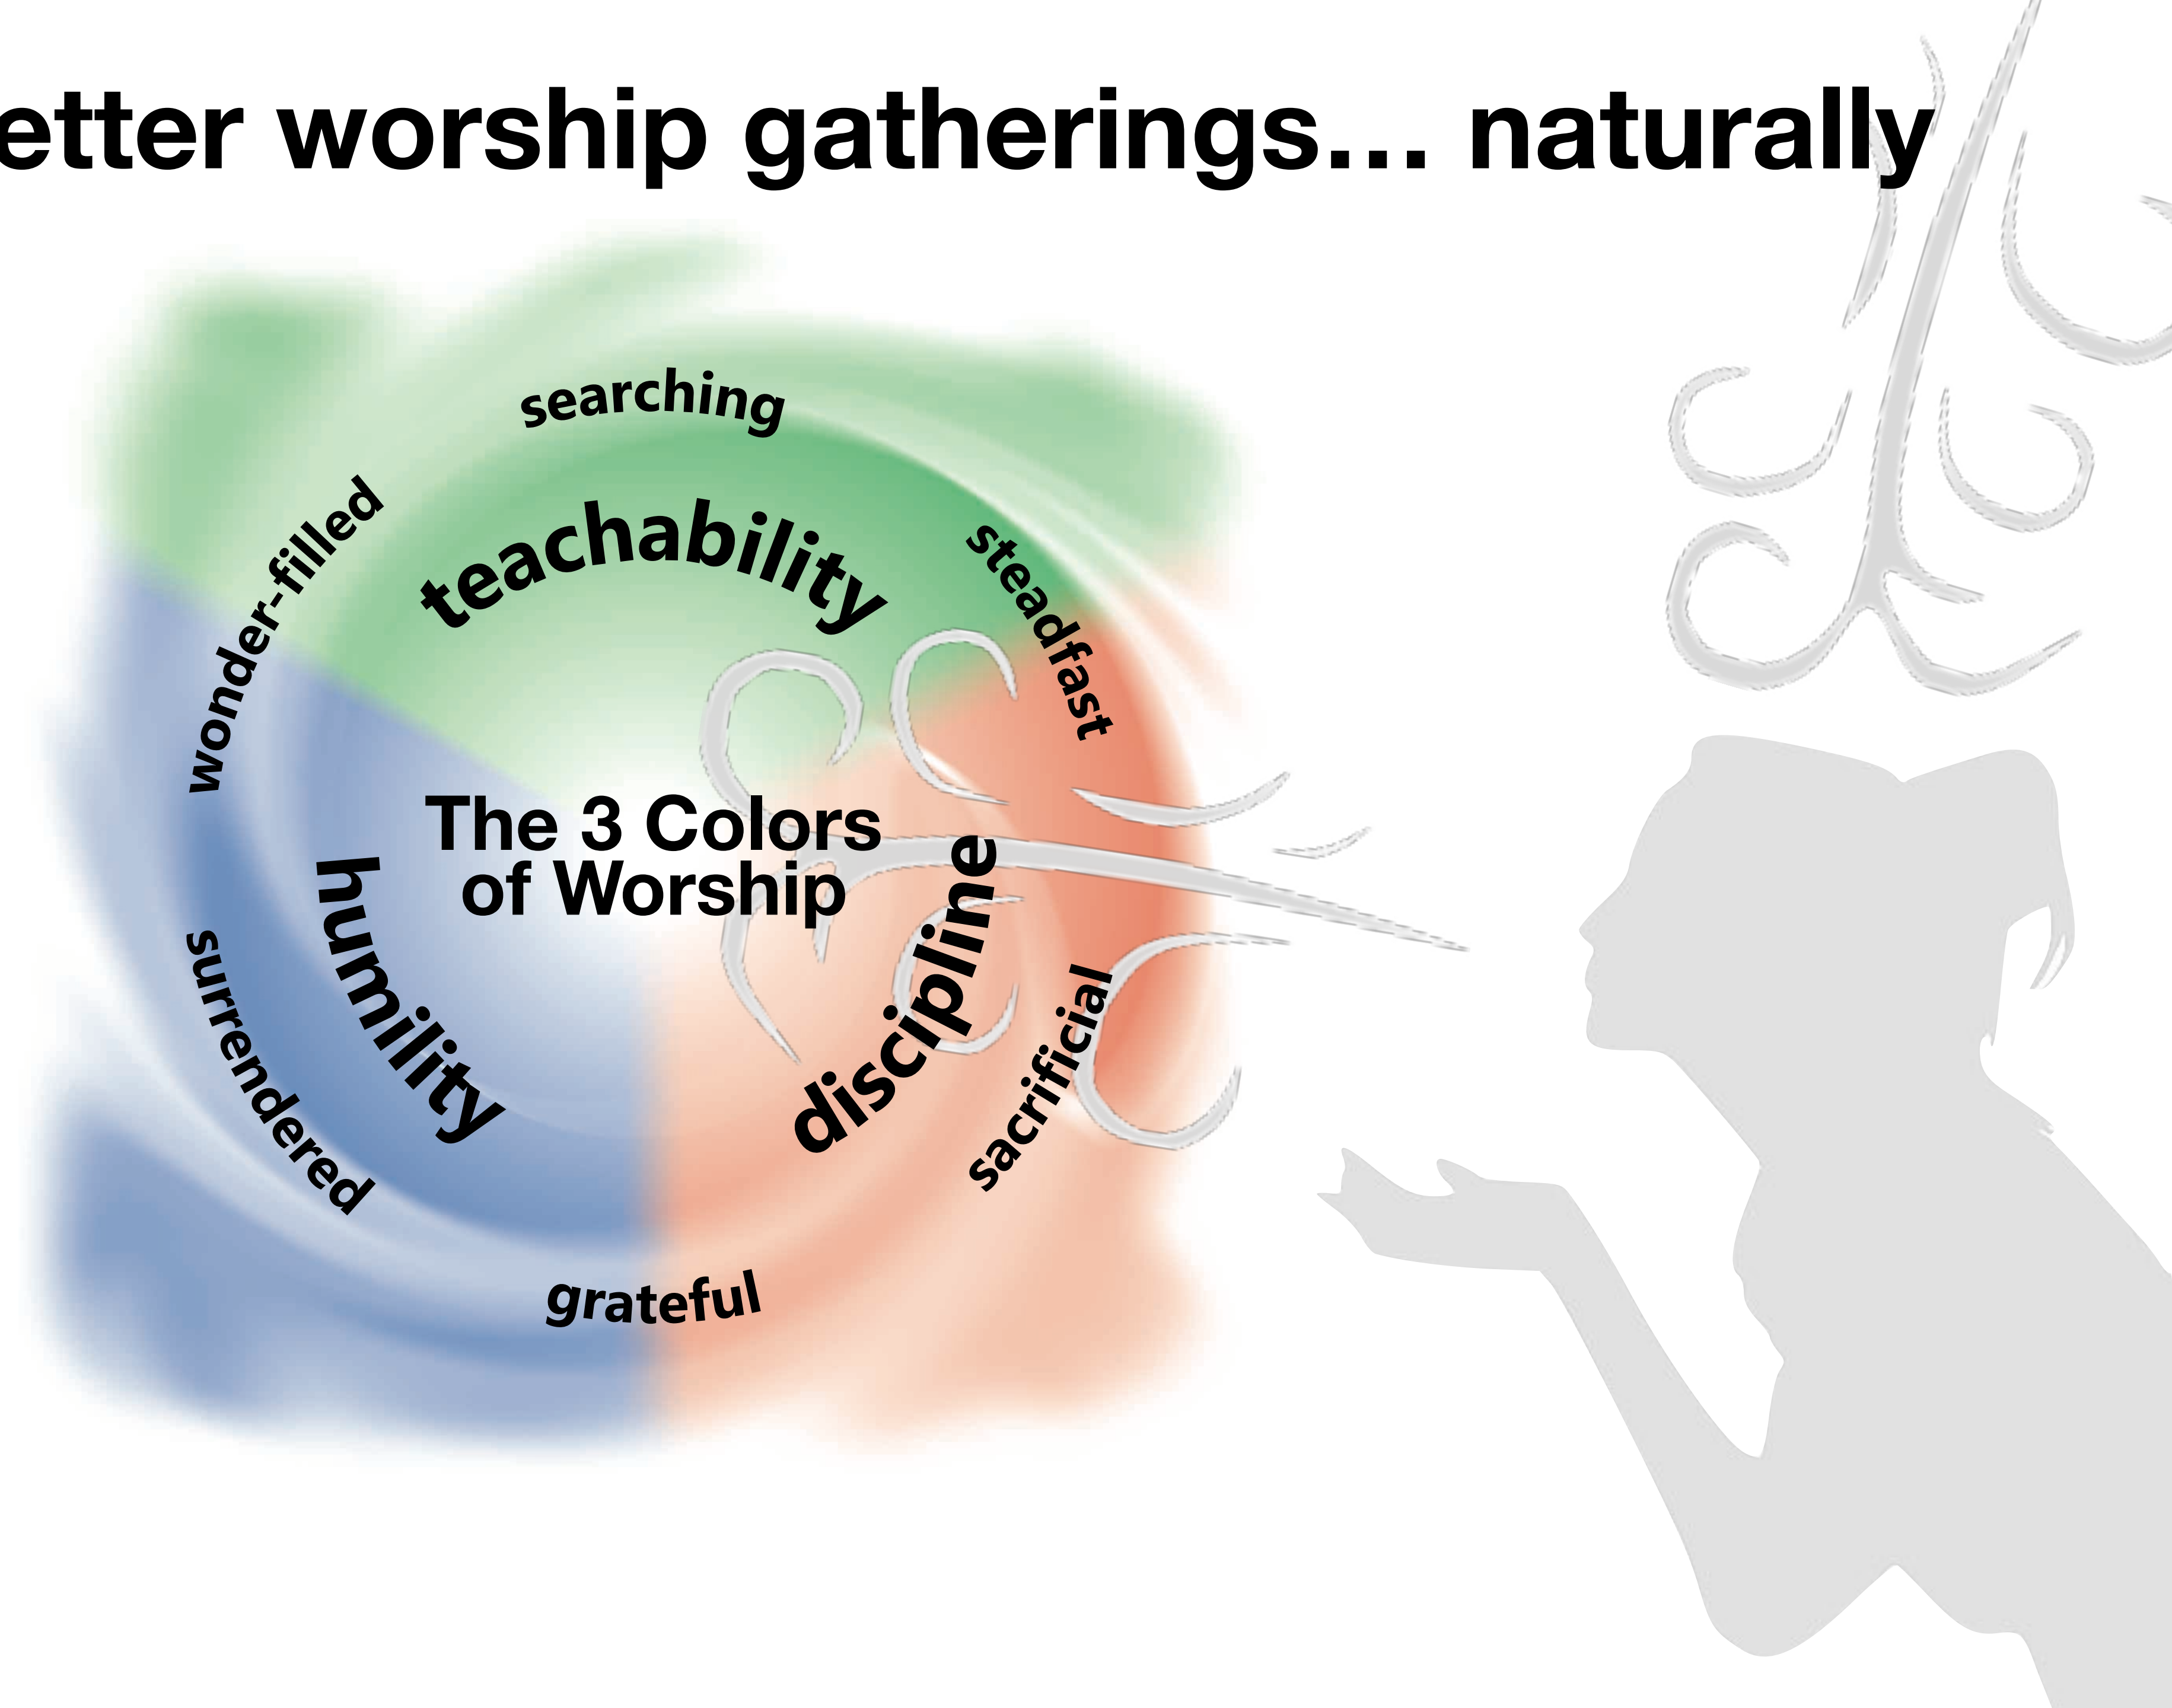 etter worship gatherings... naturally
searching
wonder-filled
teachability
steadfast
The 3 Colors
of Worship
humility
discipline
surrendered
sacrificial
grateful